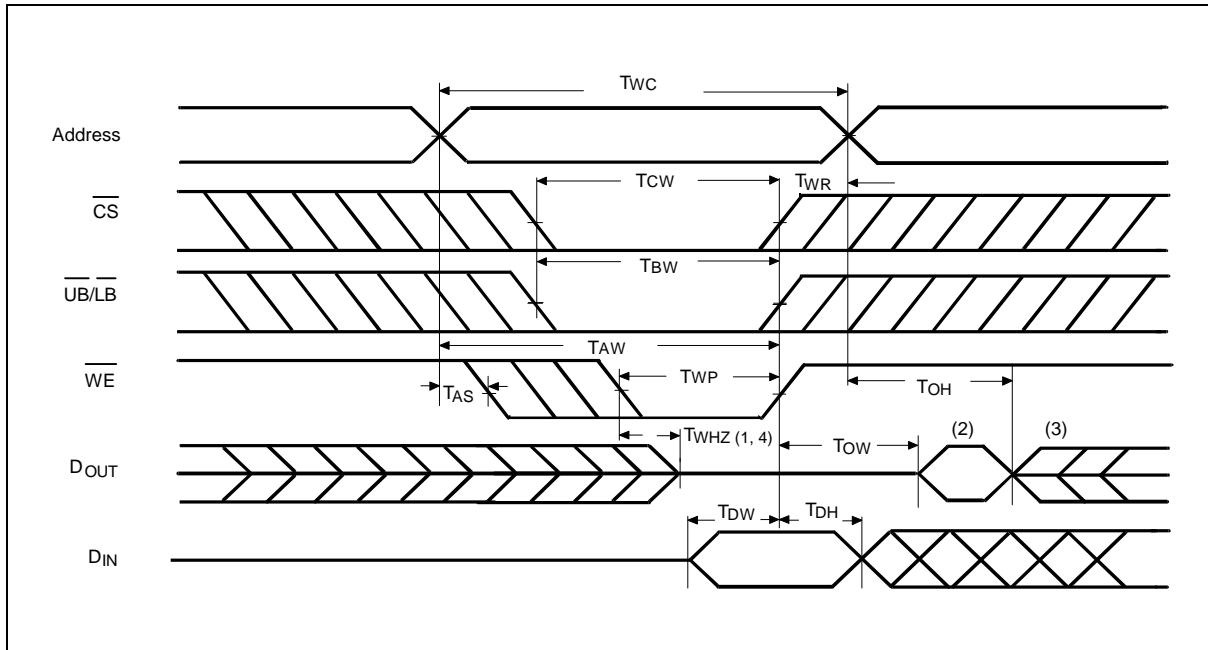 TWC
Address
TCW
TWR
CS
TBW
UB/LB
TAW
WE
TAS
TWP
TOH
TWHZ (1, 4)
TOW
(2)
(3)
DOUT
TDW
TDH
DIN